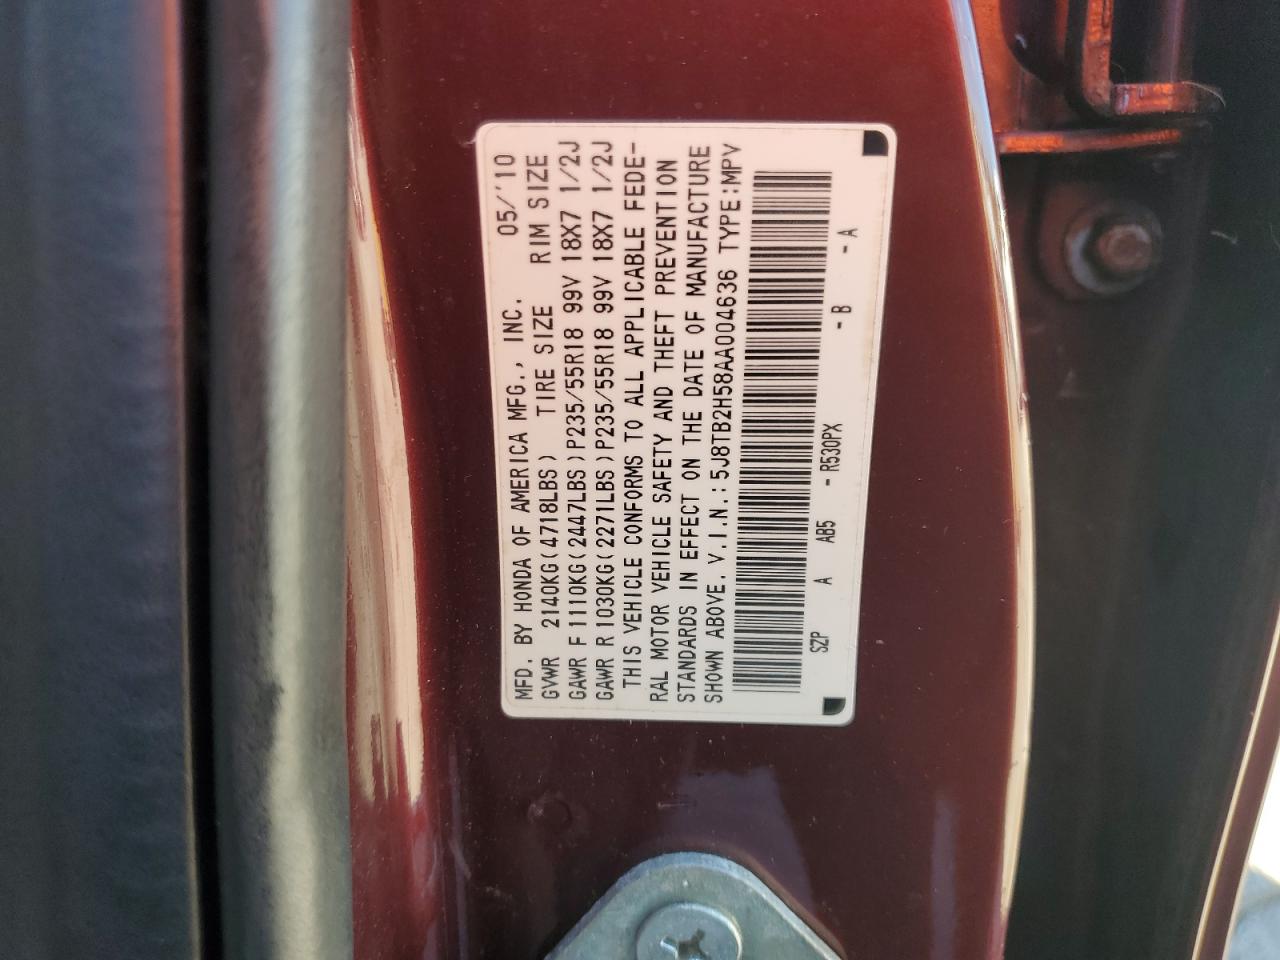 MFD. BY HONDA OF AMERICA MFG., INC. 05/'10
GVWR 2140KG(4718LBS) TIRE SIZE RIM SIZE
GAWR F 1110KG(2447LBS)P235/55R18 99V 18X7 1/2J
GAWR R 1030KG(2271LBS)P235/55R18 99V 18X7 1/2J
THIS VEHICLE CONFORMS TO ALL APPLICABLE FEDE-
RAL MOTOR VEHICLE SAFETY AND THEFT PREVENTION
STANDARDS IN EFFECT ON THE DATE OF MANUFACTURE
SHOWN ABOVE. V.I.N.:5J8TB2H58AA004636 TYPE:MPV
SZP A AB5 - R530PX - B - A